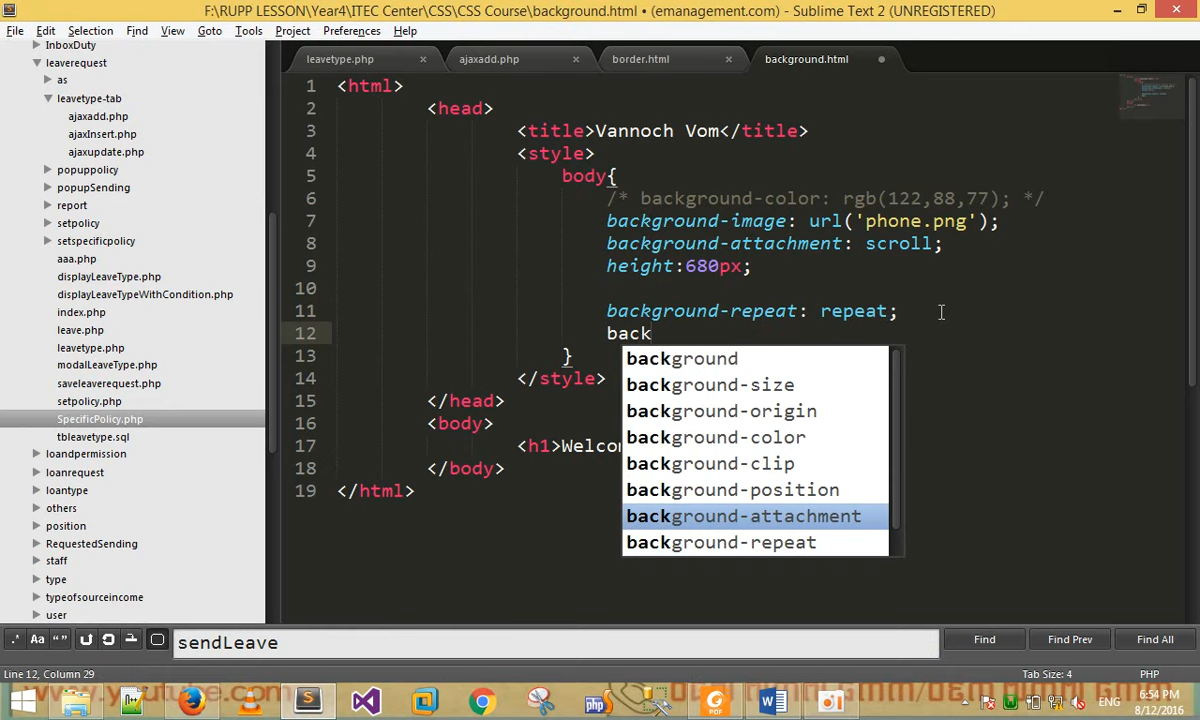 F:\RUPP LESSON\Year4\ITEC Center\CSS\CSS Course\background.html • (emanagement.com) - Sublime Text 2 (UNREGISTERED)
File Edit Selection Find View Goto Tools Project Preferences Help
InboxDuty
leaverequest
as
leavetype-tab
ajaxadd.php
ajaxInsert.php
ajaxupdate.php
popuppolicy
popupSending
report
setpolicy
setspecificpolicy
aaa.php
displayLeaveType.php
displayLeaveTypeWithCondition.php
index.php
leave.php
leavetype.php
modalLeaveType.php
saveleaverequest.php
setpolicy.php
SpecificPolicy.php
tbleavetype.sql
loandpermission
loanrequest
loantype
others
position
RequestedSending
staff
type
typeofsourceincome
user
leavetype.php × ajaxadd.php × border.html × background.html
1 <html>
2 <head>
3 <title>Vannoch Vom</title>
4 <style>
5 body{
6 /* background-color: rgb(122,88,77); */
7 background-image: url('phone.png');
8 background-attachment: scroll;
9 height:680px;
10
11 background-repeat: repeat;
12 back
13 }
14 </style>
15 </head>
16 <body>
17 <h1>Welco
18 </body>
19 </html>
background
background-size
background-origin
background-color
background-clip
background-position
background-attachment
background-repeat
.* Aa “ ” sendLeave Find Find Prev Find All
Line 12, Column 29 Tab Size: 4 PHP
ENG 6:54 PM
8/12/2016